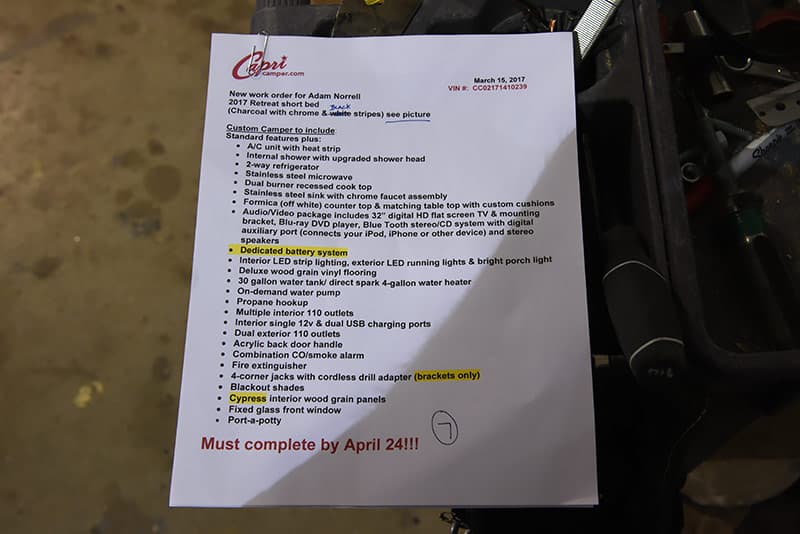 Capri
camper.com
March 15, 2017
VIN #: CC02171410239
New work order for Adam Norrell
2017 Retreat short bed
BLACK
(Charcoal with chrome & white stripes) see picture
Custom Camper to include
Standard features plus:
• A/C unit with heat strip
• Internal shower with upgraded shower head
• 2-way refrigerator
• Stainless steel microwave
• Dual burner recessed cook top
• Stainless steel sink with chrome faucet assembly
• Formica (off white) counter top & matching table top with custom cushions
• Audio/Video package includes 32” digital HD flat screen TV & mounting
bracket, Blu-ray DVD player, Blue Tooth stereo/CD system with digital
auxiliary port (connects your iPod, iPhone or other device) and stereo
speakers
• Dedicated battery system
• Interior LED strip lighting, exterior LED running lights & bright porch light
• Deluxe wood grain vinyl flooring
• 30 gallon water tank/ direct spark 4-gallon water heater
• On-demand water pump
• Propane hookup
• Multiple interior 110 outlets
• Interior single 12v & dual USB charging ports
• Dual exterior 110 outlets
• Acrylic back door handle
• Combination CO/smoke alarm
• Fire extinguisher
• 4-corner jacks with cordless drill adapter (brackets only)
• Blackout shades
• Cypress interior wood grain panels
• Fixed glass front window
• Port-a-potty
Must complete by April 24!!!